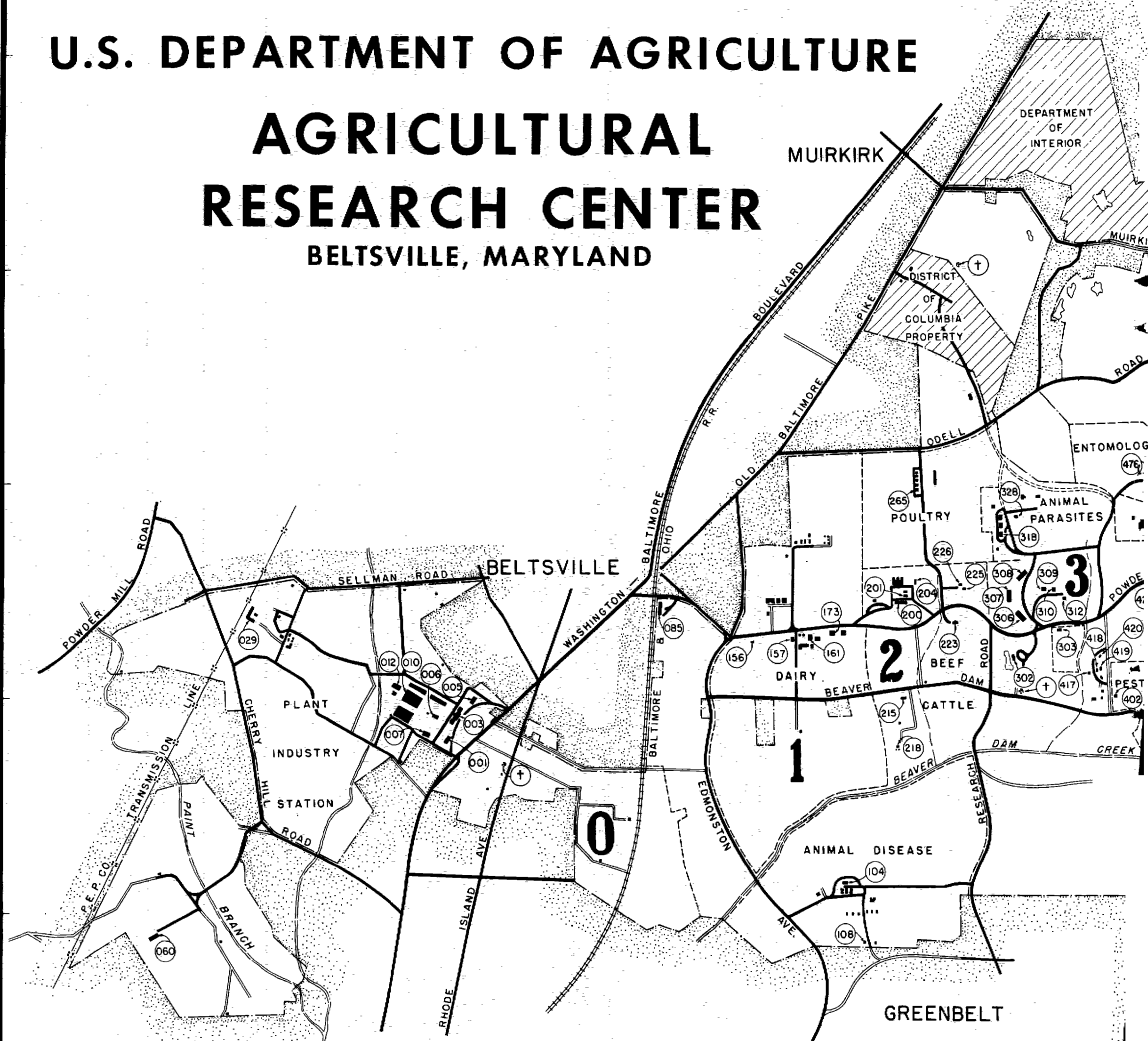 U.S. DEPARTMENT OF AGRICULTURE
AGRICULTURAL
RESEARCH CENTER
BELTSVILLE, MARYLAND
MUIRKIRK
DEPARTMENT
OF
INTERIOR
MUIRKI
DISTRICT
OF
COLUMBIA
PROPERTY
BOULEVARD
PIKE
BALTIMORE
OLD
R.R.
OHIO
&
BALTIMORE
WASHINGTON — BALTIMORE
ROAD
ODELL
ENTOMOLOG
476
265
POULTRY
328
ANIMAL
PARASITES
318
226
225
308
309
3
307
306
310
312
POWDE
201
204
200
173
161
157
156
085
223
BEEF
ROAD
303
418
420
419
417
302
402
PEST
2
DAIRY
BEAVER
DAM
CATTLE
215
218
1
BEAVER
DAM
CREEK
RESEARCH
EDMONSTON
AVE.
ANIMAL DISEASE
104
108
GREENBELT
BELTSVILLE
SELLMAN ROAD
POWDER MILL ROAD
029
012
010
006
005
003
007
001
PLANT
INDUSTRY
STATION
CHERRY
HILL
ROAD
P.E.P. CO.
TRANSMISSION
LINE
PAINT
BRANCH
060
0
RHODE
ISLAND
AVE